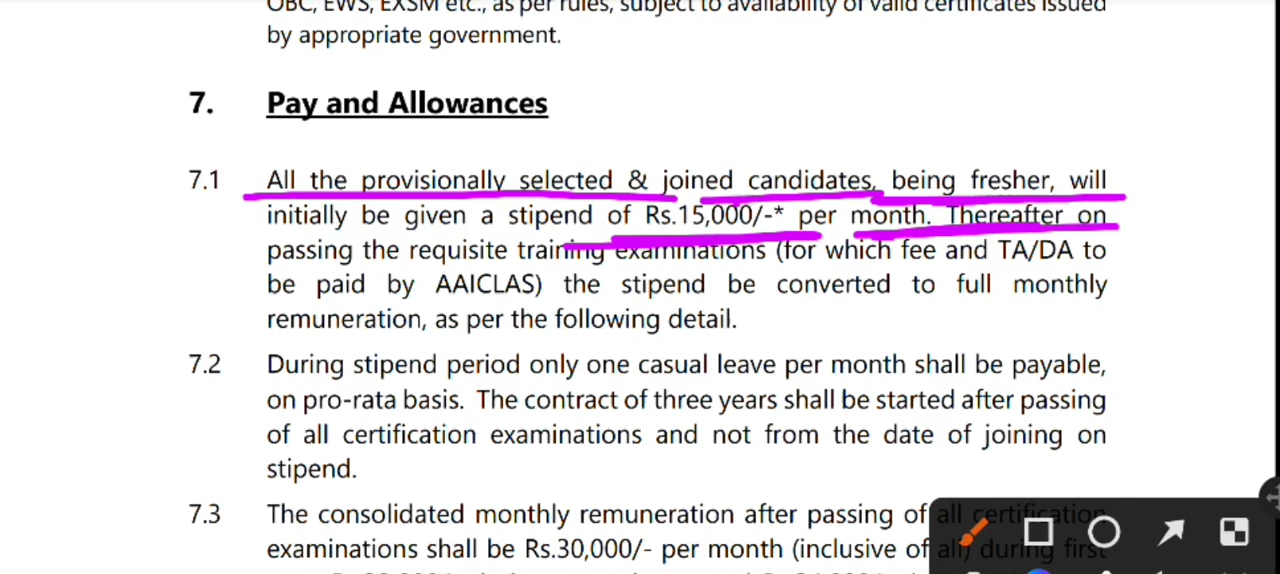 OBC, EWS, EXSM etc., as per rules, subject to availability of valid certificates issued
by appropriate government.
7. Pay and Allowances
7.1 All the provisionally selected & joined candidates, being fresher, will
initially be given a stipend of Rs.15,000/-* per month. Thereafter on
passing the requisite training examinations (for which fee and TA/DA to
be paid by AAICLAS) the stipend be converted to full monthly
remuneration, as per the following detail.
7.2 During stipend period only one casual leave per month shall be payable,
on pro-rata basis. The contract of three years shall be started after passing
of all certification examinations and not from the date of joining on
stipend.
7.3 The consolidated monthly remuneration after passing of all certification
examinations shall be Rs.30,000/- per month (inclusive of all) during first